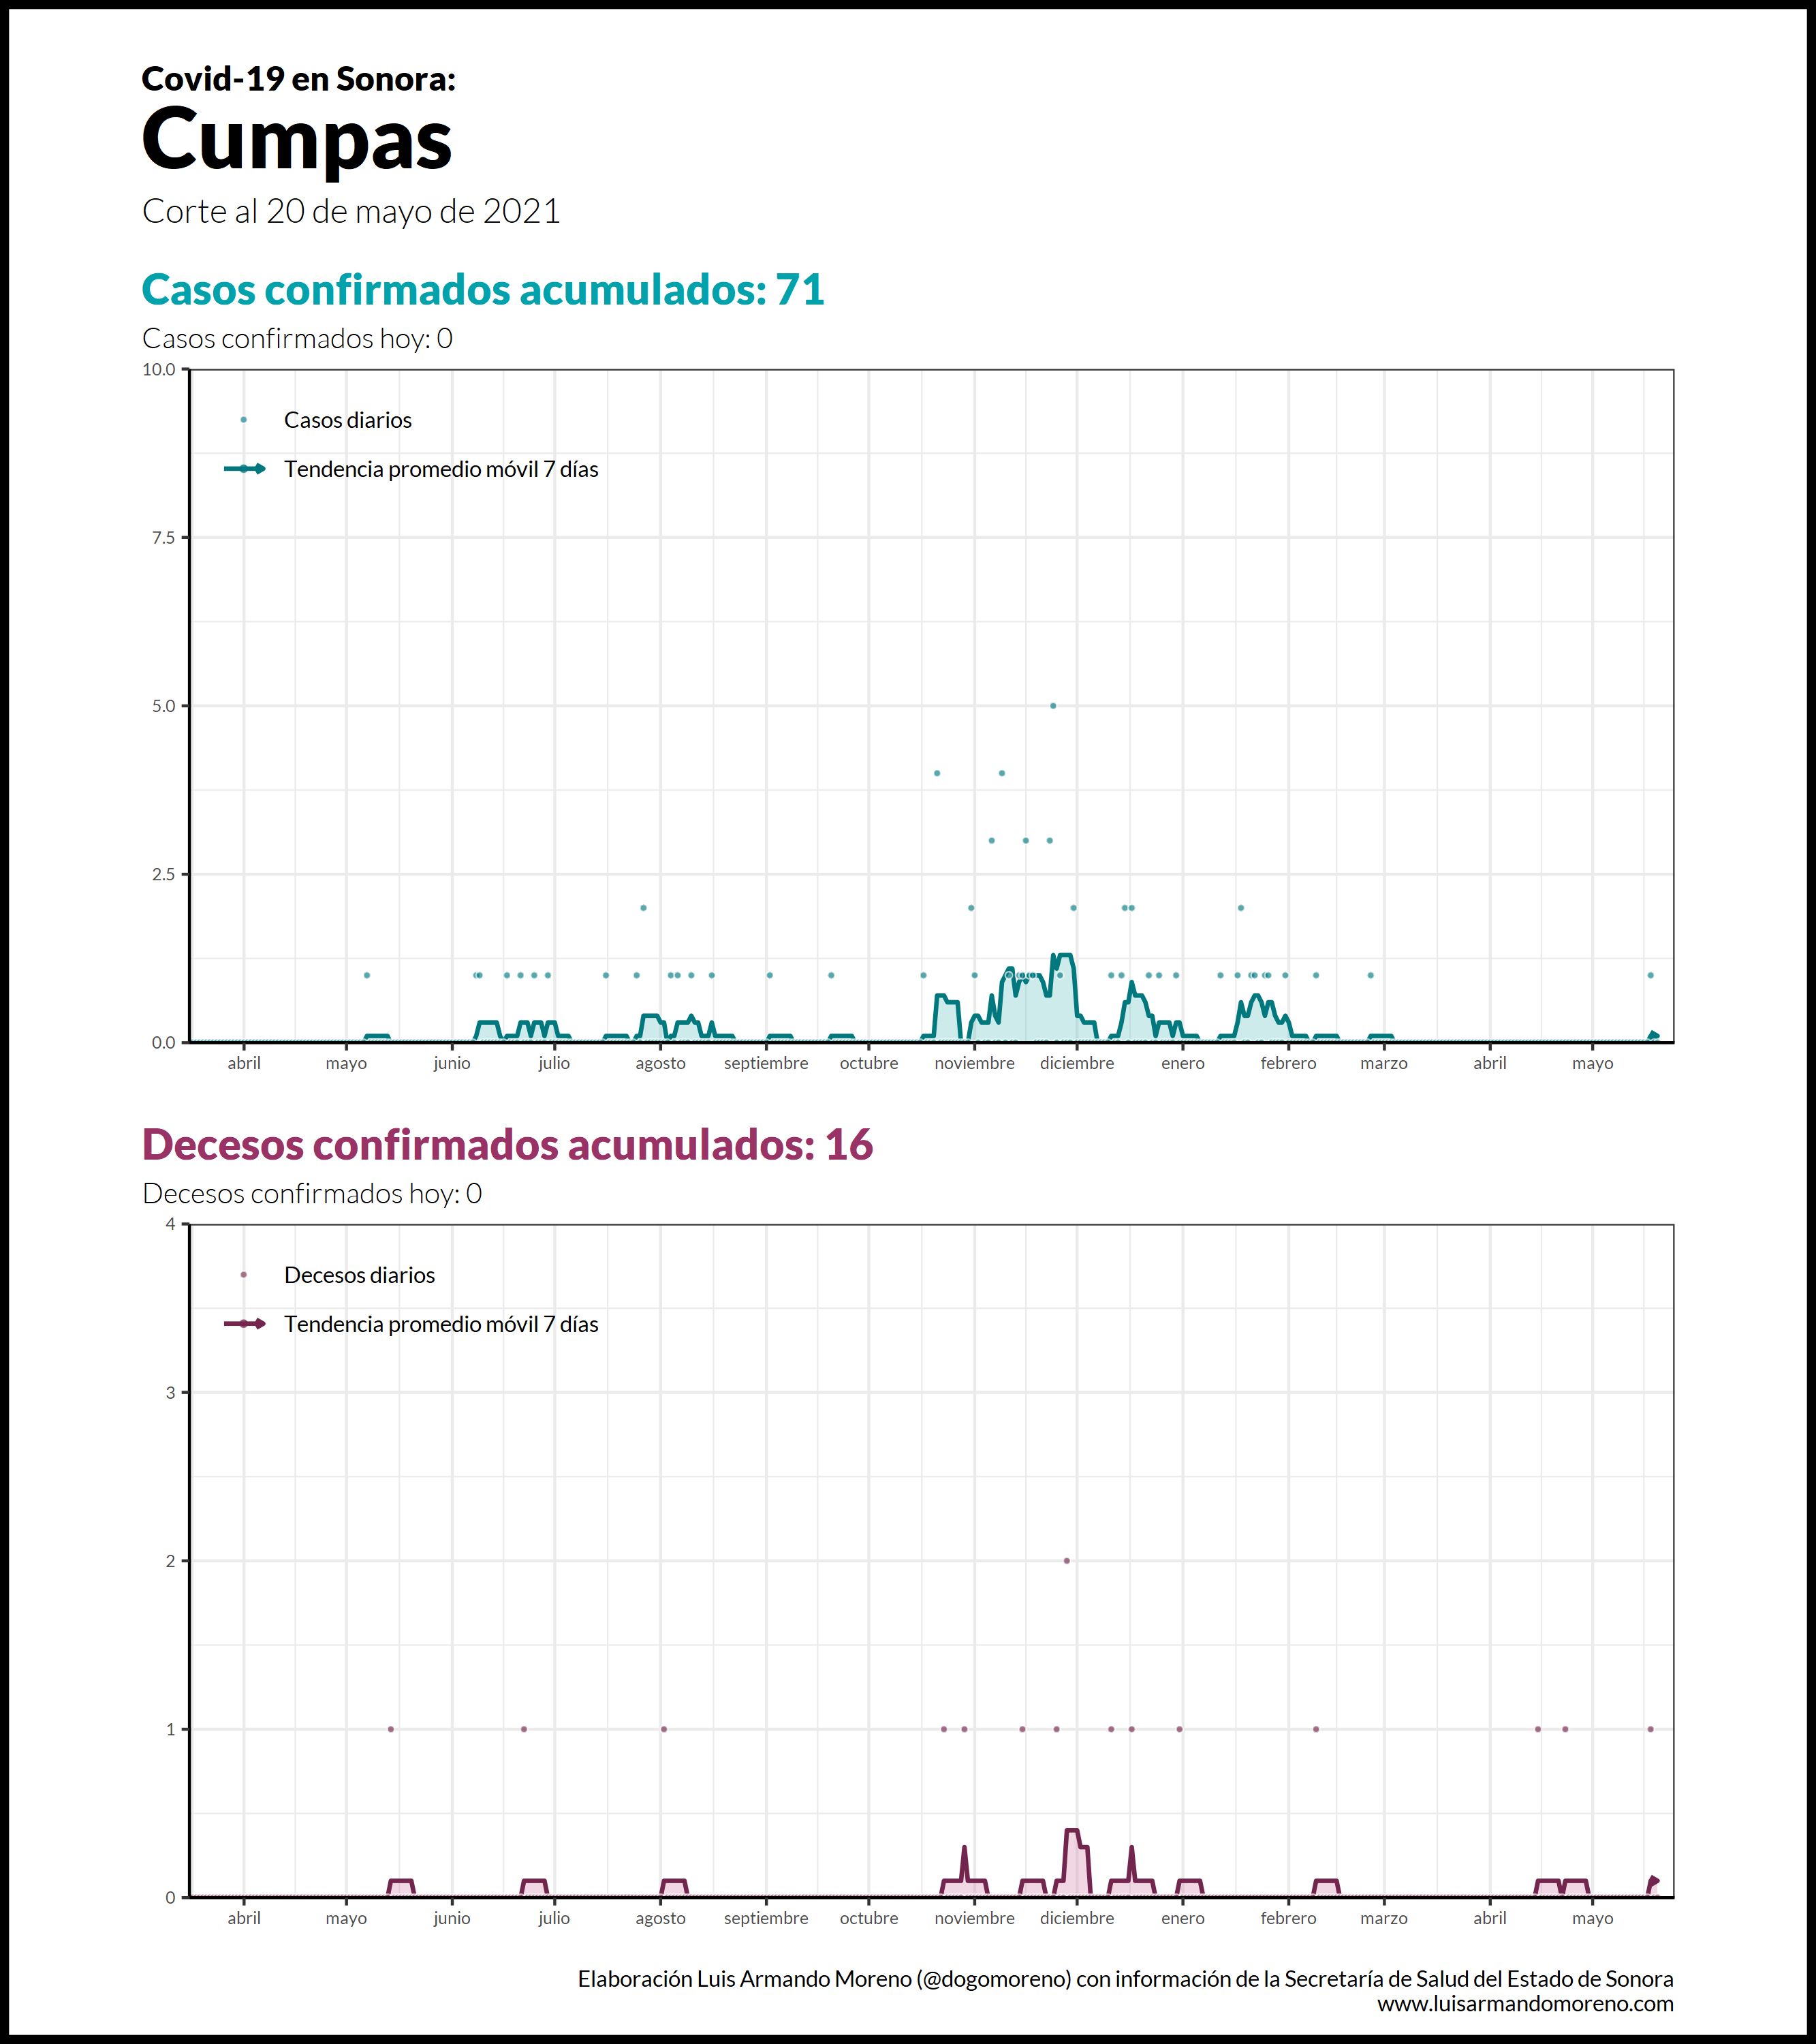 Covid-19 en Sonora:
Cumpas
Corte al 20 de mayo de 2021
Casos confirmados acumulados: 71
Casos confirmados hoy: 0
10.0
Casos diarios
Tendencia promedio móvil 7 días
7.5
5.0
2.5
0.0
abril mayo junio julio agosto septiembre octubre noviembre diciembre enero febrero marzo abril mayo
Decesos confirmados acumulados: 16
Decesos confirmados hoy: 0
4
Decesos diarios
Tendencia promedio móvil 7 días
3
2
1
0
abril mayo junio julio agosto septiembre octubre noviembre diciembre enero febrero marzo abril mayo
Elaboración Luis Armando Moreno (@dogomoreno) con información de la Secretaría de Salud del Estado de Sonora
www.luisarmandomoreno.com